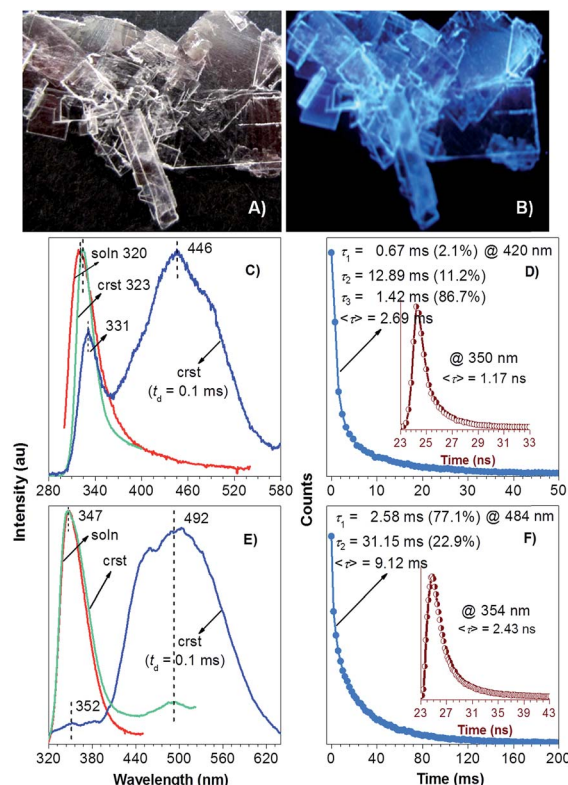 A)
B)
soln 320
446
C)
crst 323
331
crst
(td = 0.1 ms)
280 340 400 460 520 580
τ1 = 0.67 ms (2.1%) @ 420 nm
τ2 = 12.89 ms (11.2%)
D)
τ3 = 1.42 ms (86.7%)
<τ> = 2.69 ms
@ 350 nm
<τ> = 1.17 ns
23 25 27 29 31 33
Time (ns)
0 10 20 30 40 50
Intensity (au)
Counts
347
492
soln
E)
crst
crst
(td = 0.1 ms)
352
320 380 440 500 560 620
Wavelength (nm)
τ1 = 2.58 ms (77.1%) @ 484 nm
τ2 = 31.15 ms (22.9%)
F)
<τ> = 9.12 ms
@ 354 nm
<τ> = 2.43 ns
23 27 31 35 39 43
Time (ns)
0 40 80 120 160 200
Time (ms)